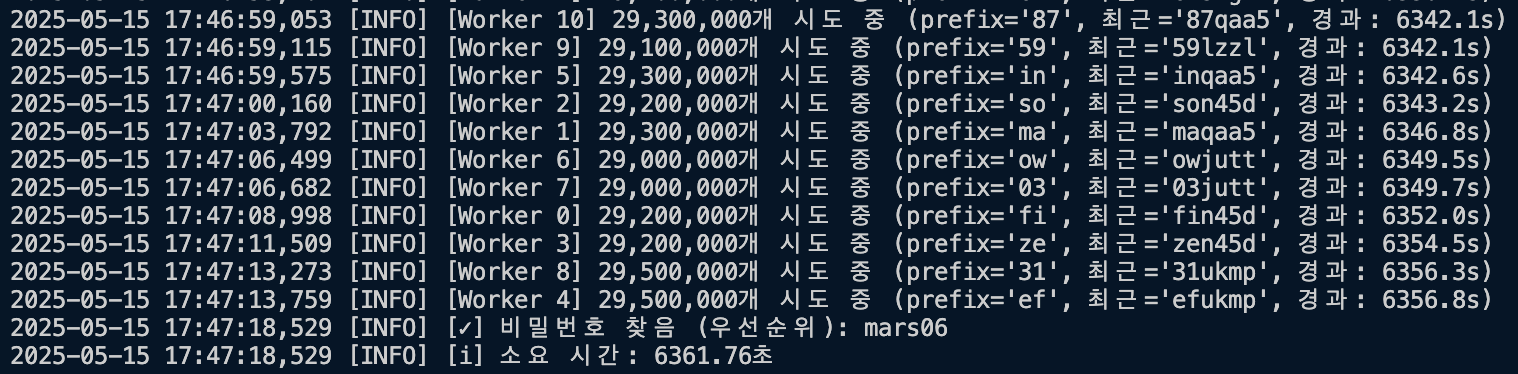 2025-05-15 17:46:59,053 [INFO] [Worker 10] 29,300,000개 시도 중 (prefix='87', 최근='87qaa5', 경과: 6342.1s)
2025-05-15 17:46:59,115 [INFO] [Worker 9] 29,100,000개 시도 중 (prefix='59', 최근='59lzzl', 경과: 6342.1s)
2025-05-15 17:46:59,575 [INFO] [Worker 5] 29,300,000개 시도 중 (prefix='in', 최근='inqaa5', 경과: 6342.6s)
2025-05-15 17:47:00,160 [INFO] [Worker 2] 29,200,000개 시도 중 (prefix='so', 최근='son45d', 경과: 6343.2s)
2025-05-15 17:47:03,792 [INFO] [Worker 1] 29,300,000개 시도 중 (prefix='ma', 최근='maqaa5', 경과: 6346.8s)
2025-05-15 17:47:06,499 [INFO] [Worker 6] 29,000,000개 시도 중 (prefix='ow', 최근='owjutt', 경과: 6349.5s)
2025-05-15 17:47:06,682 [INFO] [Worker 7] 29,000,000개 시도 중 (prefix='03', 최근='03jutt', 경과: 6349.7s)
2025-05-15 17:47:08,998 [INFO] [Worker 0] 29,200,000개 시도 중 (prefix='fi', 최근='fin45d', 경과: 6352.0s)
2025-05-15 17:47:11,509 [INFO] [Worker 3] 29,200,000개 시도 중 (prefix='ze', 최근='zen45d', 경과: 6354.5s)
2025-05-15 17:47:13,273 [INFO] [Worker 8] 29,500,000개 시도 중 (prefix='31', 최근='31ukmp', 경과: 6356.3s)
2025-05-15 17:47:13,759 [INFO] [Worker 4] 29,500,000개 시도 중 (prefix='ef', 최근='efukmp', 경과: 6356.8s)
2025-05-15 17:47:18,529 [INFO] [✓] 비밀번호 찾음 (우선순위): mars06
2025-05-15 17:47:18,529 [INFO] [i] 소요 시간: 6361.76초